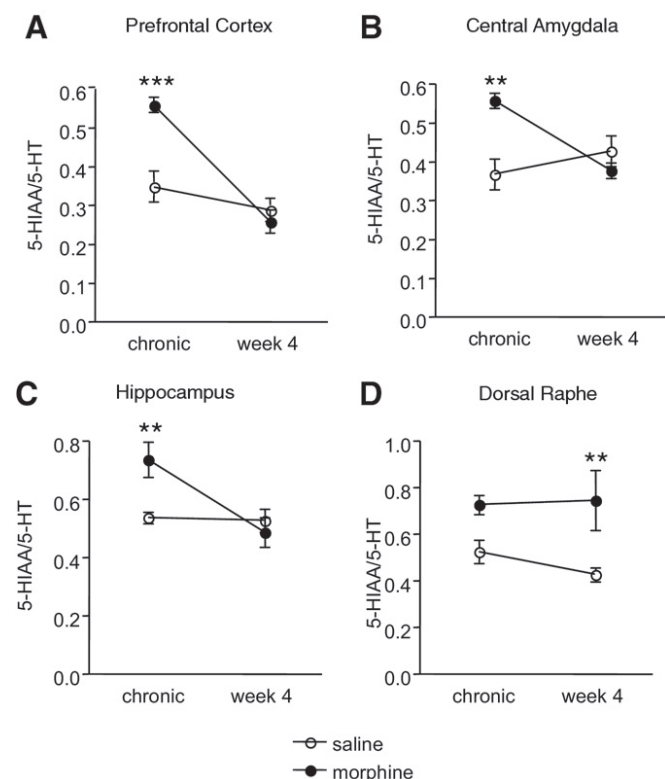 A Prefrontal Cortex
***
5-HIAA/5-HT
0.6
0.5
0.4
0.3
0.2
0.1
0.0
chronic week 4
B Central Amygdala
**
5-HIAA/5-HT
0.6
0.5
0.4
0.3
0.2
0.1
0.0
chronic week 4
C Hippocampus
**
5-HIAA/5-HT
0.8
0.6
0.4
0.2
0.0
chronic week 4
D Dorsal Raphe
**
5-HIAA/5-HT
1.0
0.8
0.6
0.4
0.2
0.0
chronic week 4
saline
morphine